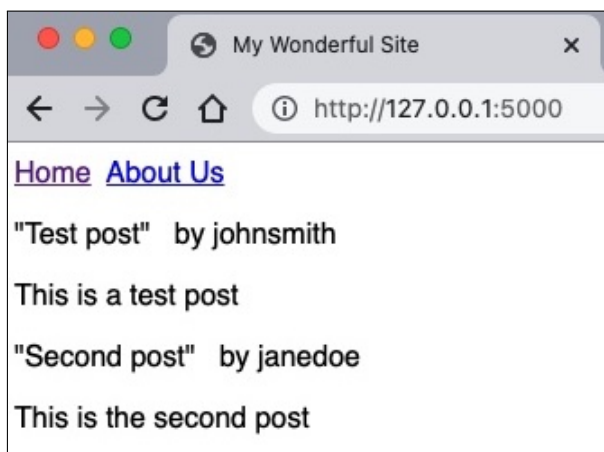 My Wonderful Site
http://127.0.0.1:5000
Home About Us
"Test post" by johnsmith
This is a test post
"Second post" by janedoe
This is the second post